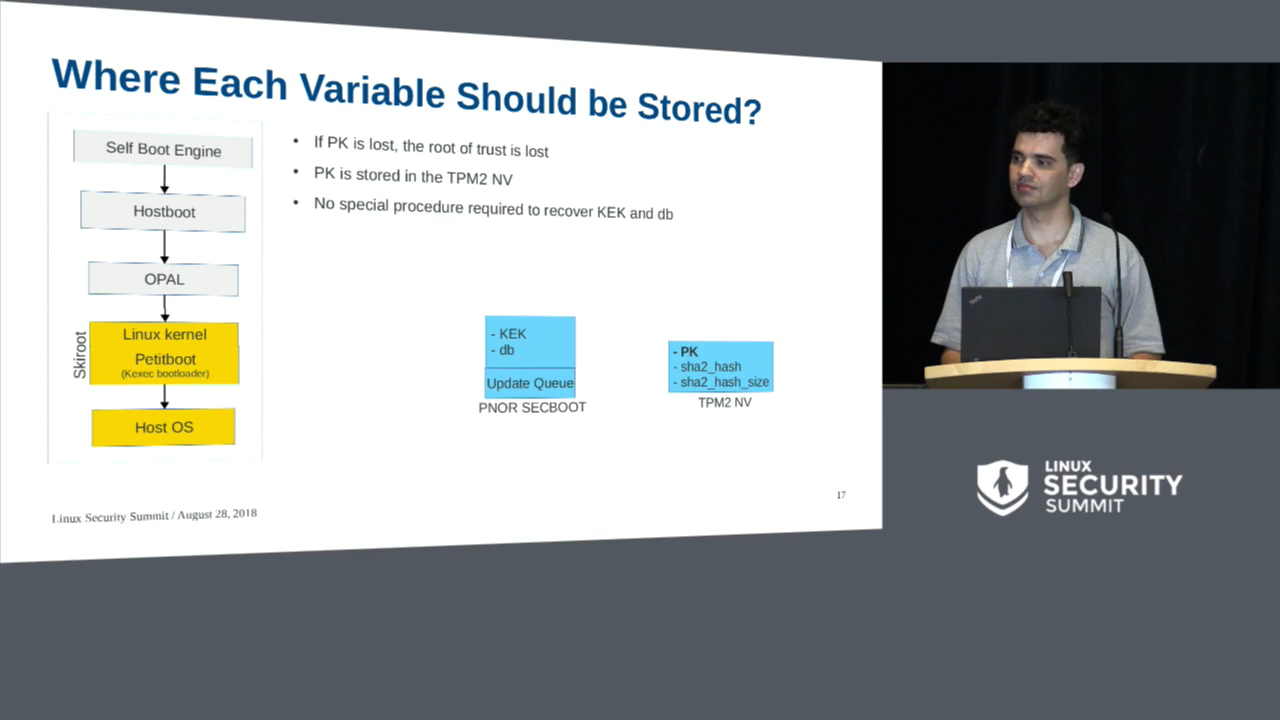 Where Each Variable Should be Stored?
Self Boot Engine
Hostboot
OPAL
Skiroot
Linux kernel
Petitboot
(Kexec bootloader)
Host OS
• If PK is lost, the root of trust is lost
• PK is stored in the TPM2 NV
• No special procedure required to recover KEK and db
- KEK
- db
Update Queue
PNOR SECBOOT
- PK
- sha2_hash
- sha2_hash_size
TPM2 NV
17
Linux Security Summit / August 28, 2018
LINUX
SECURITY
SUMMIT